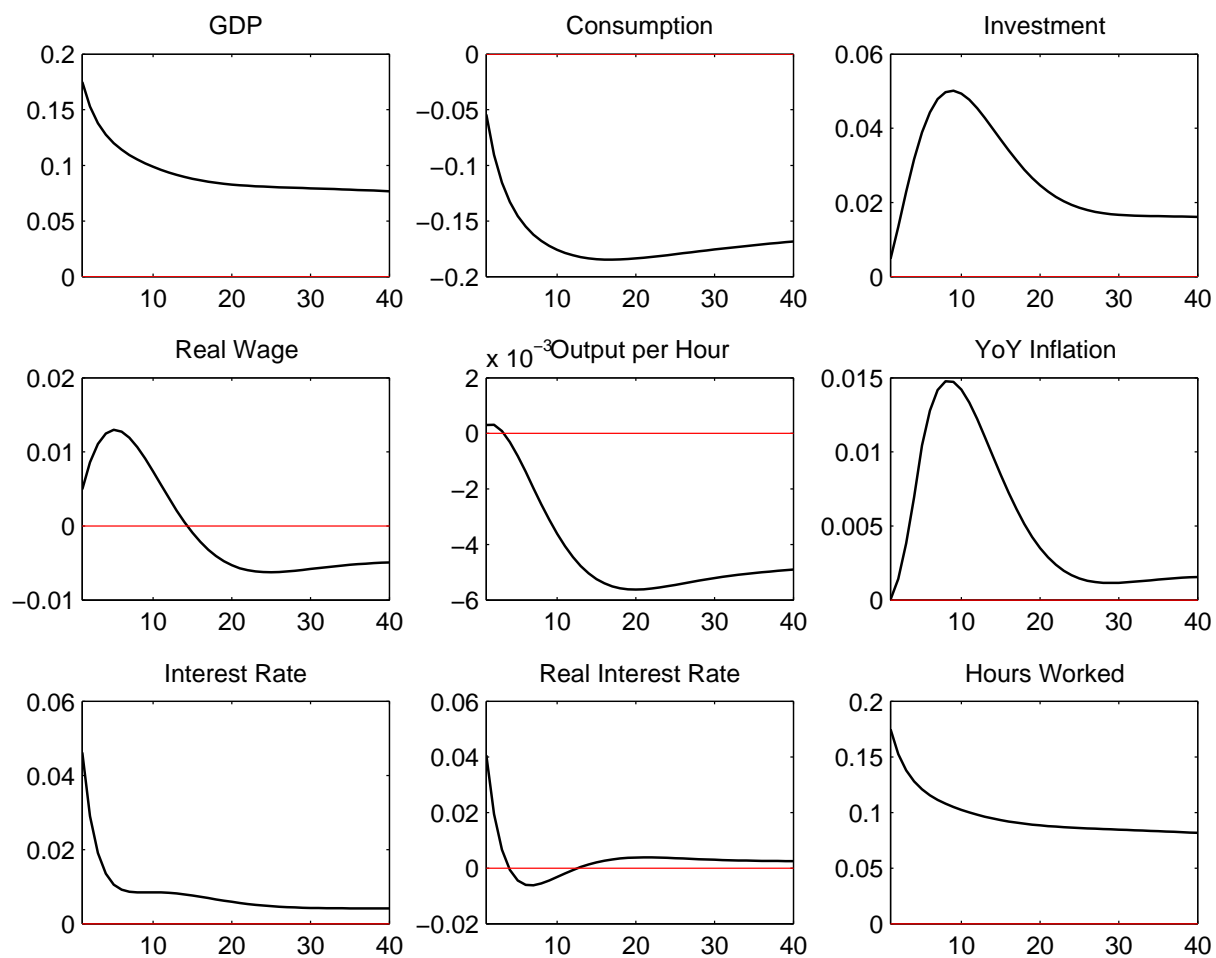 GDP Consumption Investment
0.2 0 0.06
0.15 −0.05
0.04
0.1 −0.1
0.02
0.05 −0.15
0 −0.2 0
10 20 30 40 10 20 30 40 10 20 30 40
Real Wage x 10−3 Output per Hour YoY Inflation
0.02 2 0.015
0
0.01 0.01
−2
0 0.005
−4
−0.01 −6 0
10 20 30 40 10 20 30 40 10 20 30 40
Interest Rate Real Interest Rate Hours Worked
0.06 0.06 0.2
0.15
0.04 0.04
0.02 0.1
0.02
0 0.05
0 −0.02 0
10 20 30 40 10 20 30 40 10 20 30 40